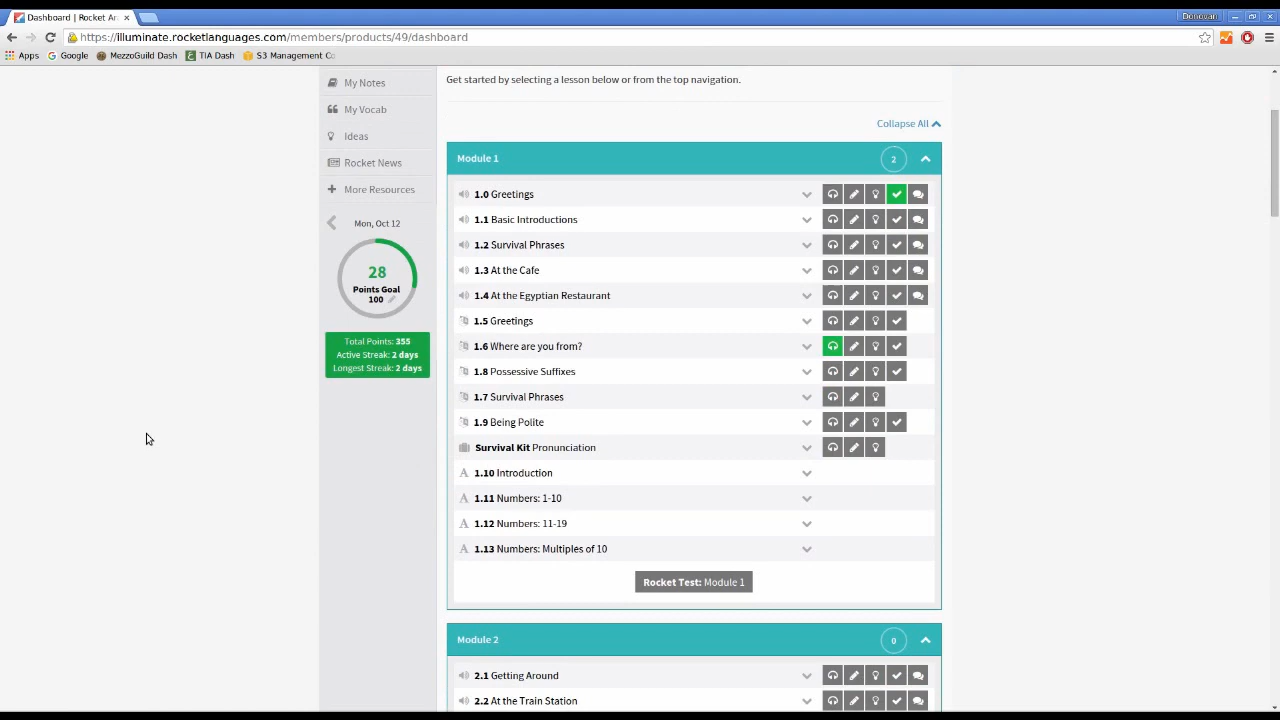 Dashboard | Rocket Ar
Donovan
https://illuminate.rocketlanguages.com/members/products/49/dashboard
Apps Google MezzoGuild Dash TIA Dash S3 Management Co
My Notes
My Vocab
Ideas
Rocket News
More Resources
Mon, Oct 12
28
Points Goal
100
Total Points: 355
Active Streak: 2 days
Longest Streak: 2 days
Get started by selecting a lesson below or from the top navigation.
Collapse All
Module 1 2
1.0 Greetings
1.1 Basic Introductions
1.2 Survival Phrases
1.3 At the Cafe
1.4 At the Egyptian Restaurant
1.5 Greetings
1.6 Where are you from?
1.8 Possessive Suffixes
1.7 Survival Phrases
1.9 Being Polite
Survival Kit Pronunciation
A 1.10 Introduction
A 1.11 Numbers: 1-10
A 1.12 Numbers: 11-19
A 1.13 Numbers: Multiples of 10
Rocket Test: Module 1
Module 2 0
2.1 Getting Around
2.2 At the Train Station